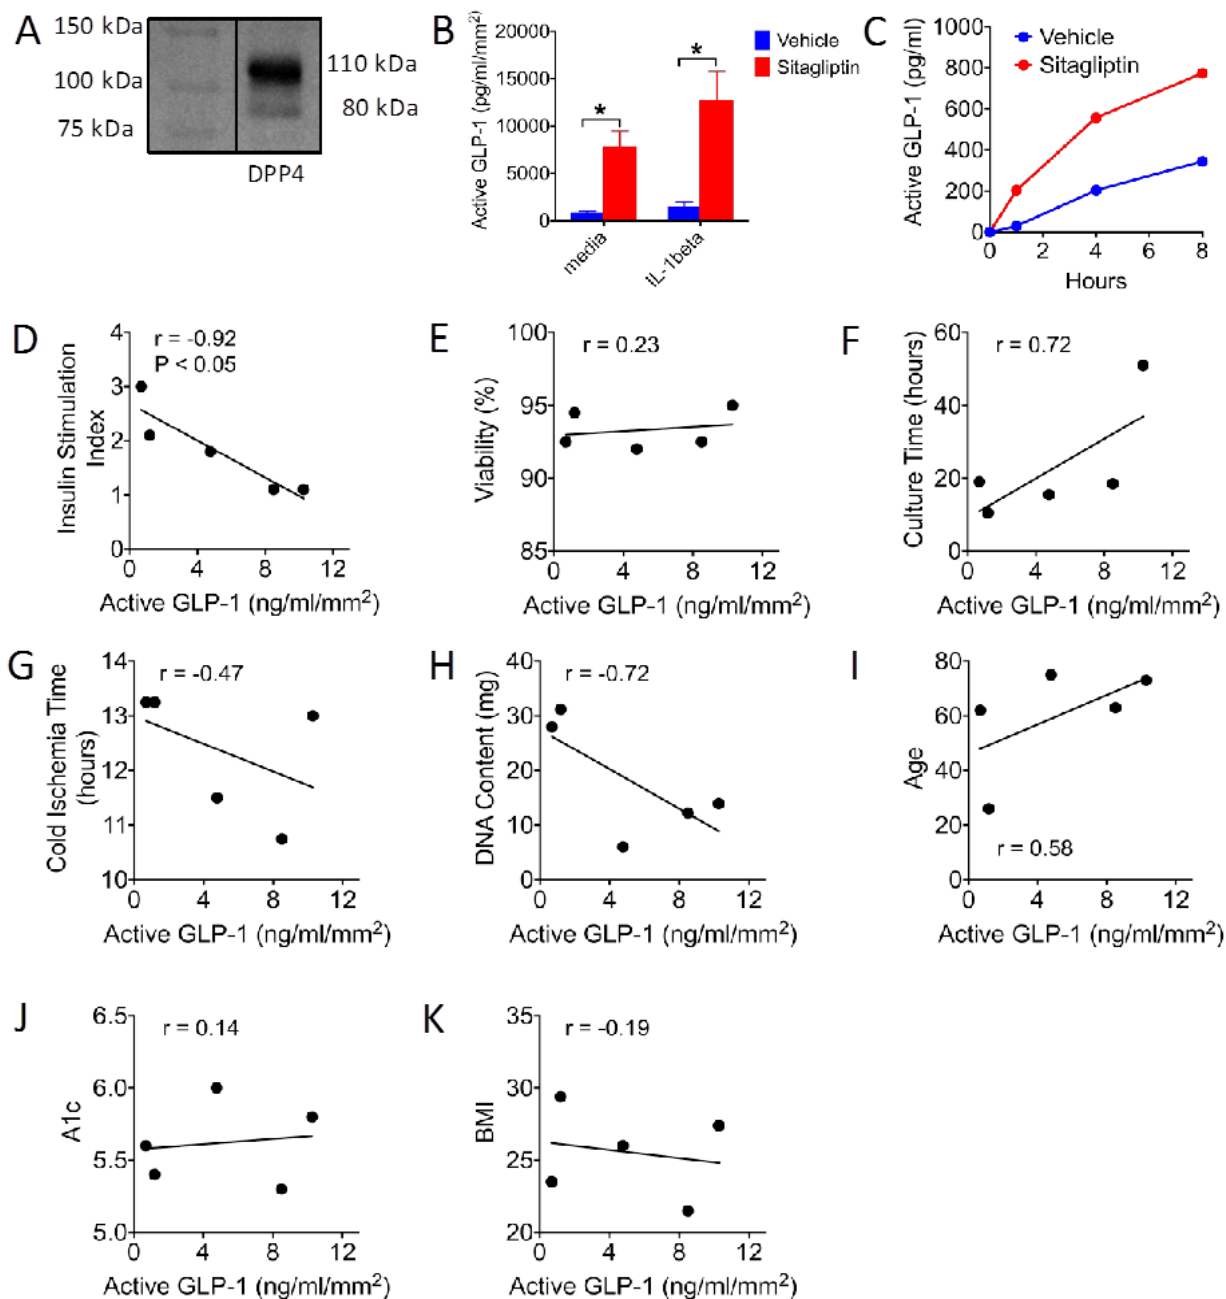 A
150 kDa
100 kDa
75 kDa
110 kDa
80 kDa
DPP4
B
Active GLP-1 (pg/ml/mm²)
20000
15000
10000
5000
0
*
*
media
IL-1beta
Vehicle
Sitagliptin
C
Active GLP-1 (pg/ml)
1000
800
600
400
200
0
Vehicle
Sitagliptin
0 2 4 6 8
Hours
D
r = -0.92
P < 0.05
Insulin Stimulation
Index
4
3
2
1
0
0 4 8 12
Active GLP-1 (ng/ml/mm²)
E
r = 0.23
Viability (%)
100
95
90
85
0 4 8 12
Active GLP-1 (ng/ml/mm²)
F
r = 0.72
Culture Time (hours)
60
40
20
0
0 4 8 12
Active GLP-1 (ng/ml/mm²)
G
r = -0.47
Cold Ischemia Time
(hours)
14
13
12
11
10
0 4 8 12
Active GLP-1 (ng/ml/mm²)
H
r = -0.72
DNA Content (mg)
40
30
20
10
0
0 4 8 12
Active GLP-1 (ng/ml/mm²)
I
Age
80
60
40
20
0
r = 0.58
0 4 8 12
Active GLP-1 (ng/ml/mm²)
J
r = 0.14
A1c
6.5
6.0
5.5
5.0
0 4 8 12
Active GLP-1 (ng/ml/mm²)
K
r = -0.19
BMI
35
30
25
20
0 4 8 12
Active GLP-1 (ng/ml/mm²)